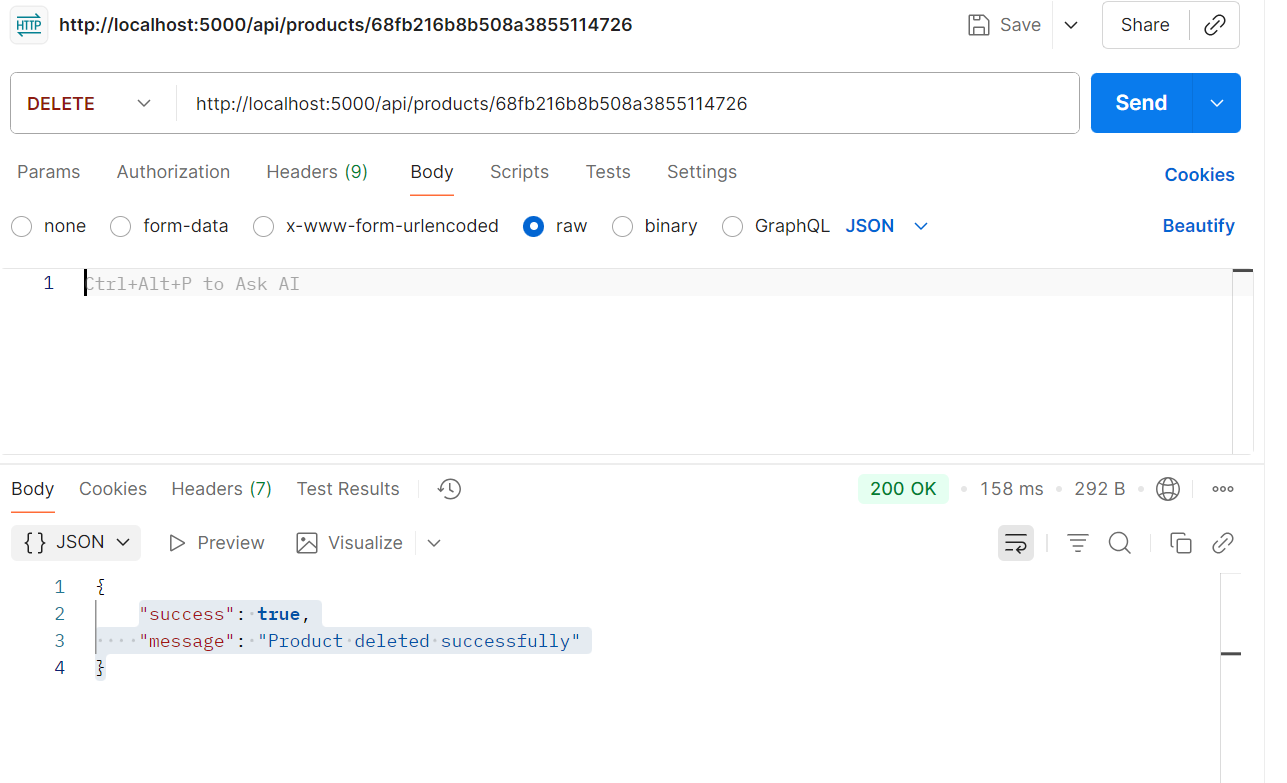 HTTP http://localhost:5000/api/products/68fb216b8b508a3855114726 Save Share
DELETE http://localhost:5000/api/products/68fb216b8b508a3855114726 Send
Params Authorization Headers (9) Body Scripts Tests Settings Cookies
none form-data x-www-form-urlencoded raw binary GraphQL JSON Beautify
1 Ctrl+Alt+P to Ask AI
Body Cookies Headers (7) Test Results 200 OK • 158 ms • 292 B •
{} JSON Preview Visualize
1 {
2 "success": true,
3 "message": "Product deleted successfully"
4 }